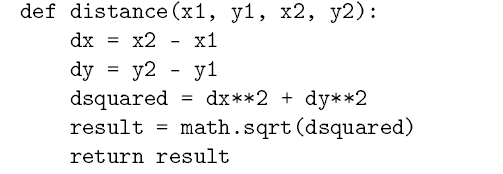 def distance(x1, y1, x2, y2):
    dx = x2 - x1
    dy = y2 - y1
    dsquared = dx**2 + dy**2
    result = math.sqrt(dsquared)
    return result